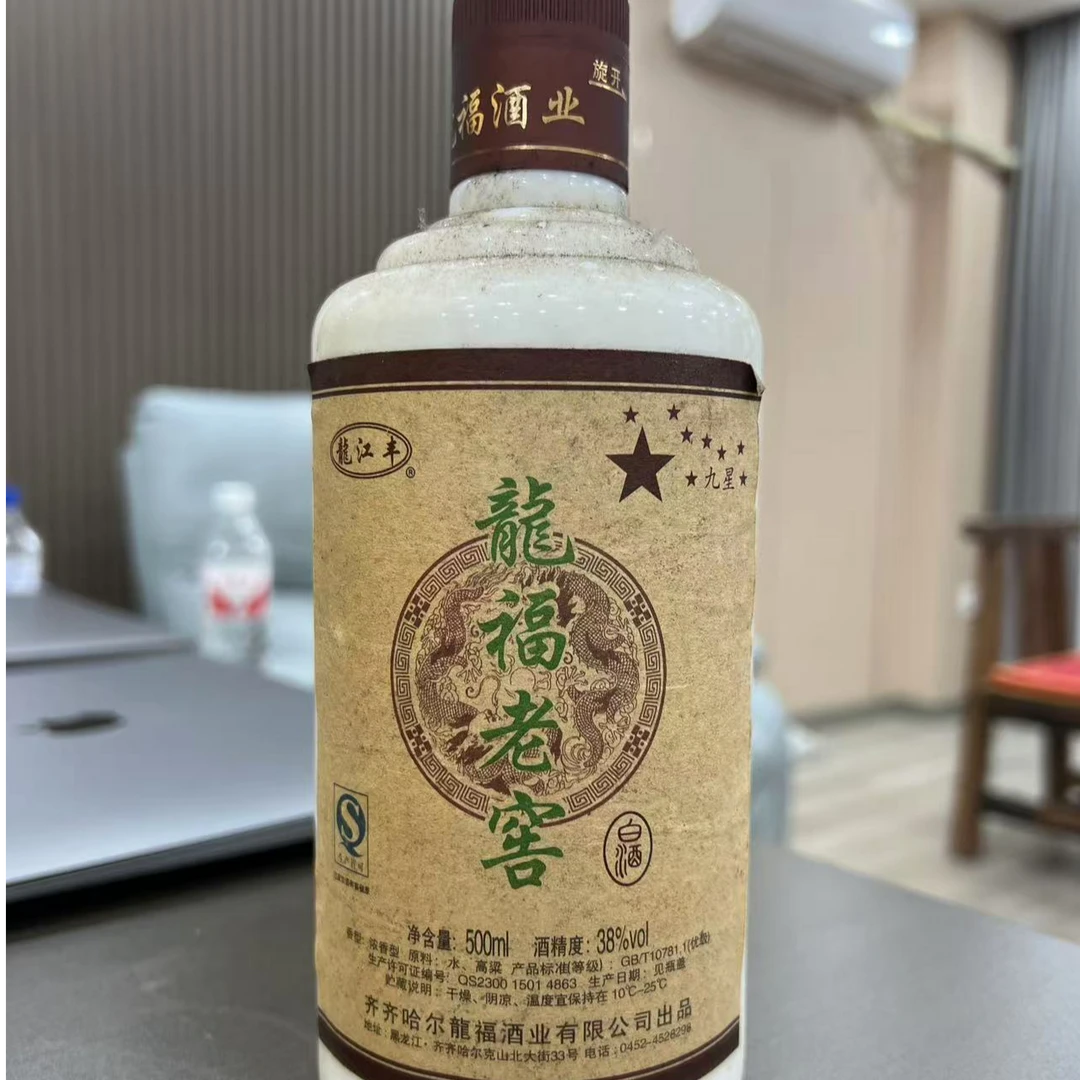 旋开
福酒业
龍江丰®
九星
龍福老窖
白酒
净含量：500ml 酒精度：38%vol
香型：浓香型 原料：水、高粱 产品标准(等级)：GB/T10781.1(优级)
生产许可证编号：QS2300 1501 4863 生产日期：见瓶盖
贮藏说明：干燥、阴凉、温度宜保持在10℃-25℃
齐齐哈尔龍福酒业有限公司出品
地址：黑龙江·齐齐哈尔克山北大街33号 电话：0452-4528298